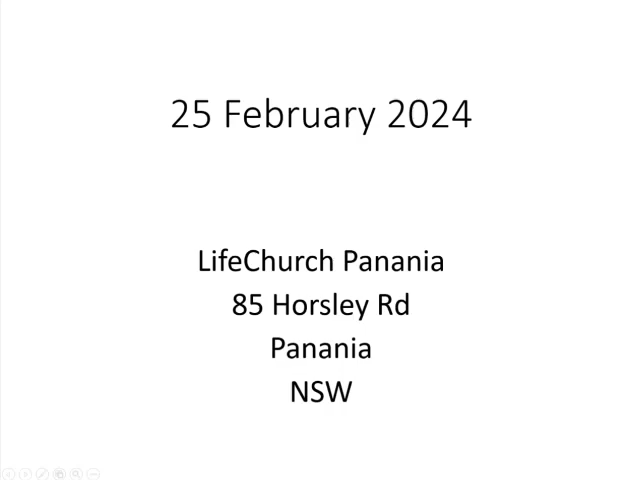 25 February 2024
LifeChurch Panania
85 Horsley Rd
Panania
NSW